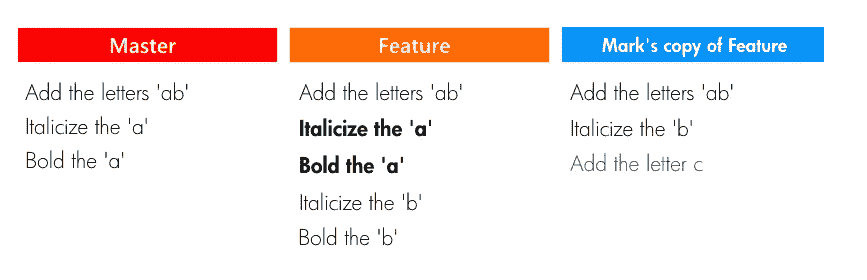 Master
Add the letters 'ab'
Italicize the 'a'
Bold the 'a'
Feature
Add the letters 'ab'
Italicize the 'a'
Bold the 'a'
Italicize the 'b'
Bold the 'b'
Mark's copy of Feature
Add the letters 'ab'
Italicize the 'b'
Add the letter c